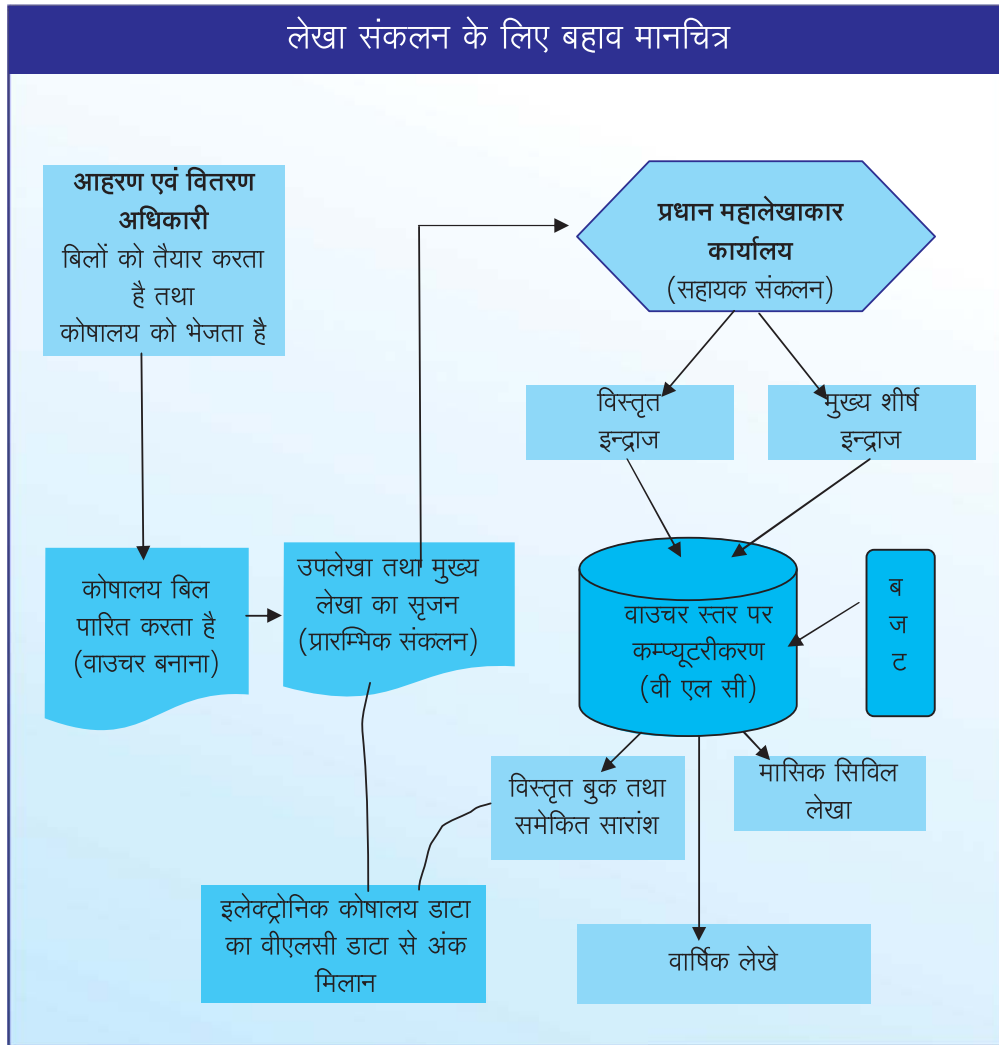 लेखा संकलन के लिए बहाव मानचित्र
आहरण एवं वितरण
अधिकारी
बिलों को तैयार करता
है तथा
कोषालय को भेजता है
प्रधान महालेखाकार
कार्यालय
(सहायक संकलन)
विस्तृत
इन्द्राज
मुख्य शीर्ष
इन्द्राज
कोषालय बिल
पारित करता है
(वाउचर बनाना)
उपलेखा तथा मुख्य
लेखा का सृजन
(प्रारम्भिक संकलन)
वाउचर स्तर पर
कम्प्यूटरीकरण
(वी एल सी)
ब
ज
ट
विस्तृत बुक तथा
समेकित सारांश
मासिक सिविल
लेखा
इलेक्ट्रोनिक कोषालय डाटा
का वीएलसी डाटा से अंक
मिलान
वार्षिक लेखे